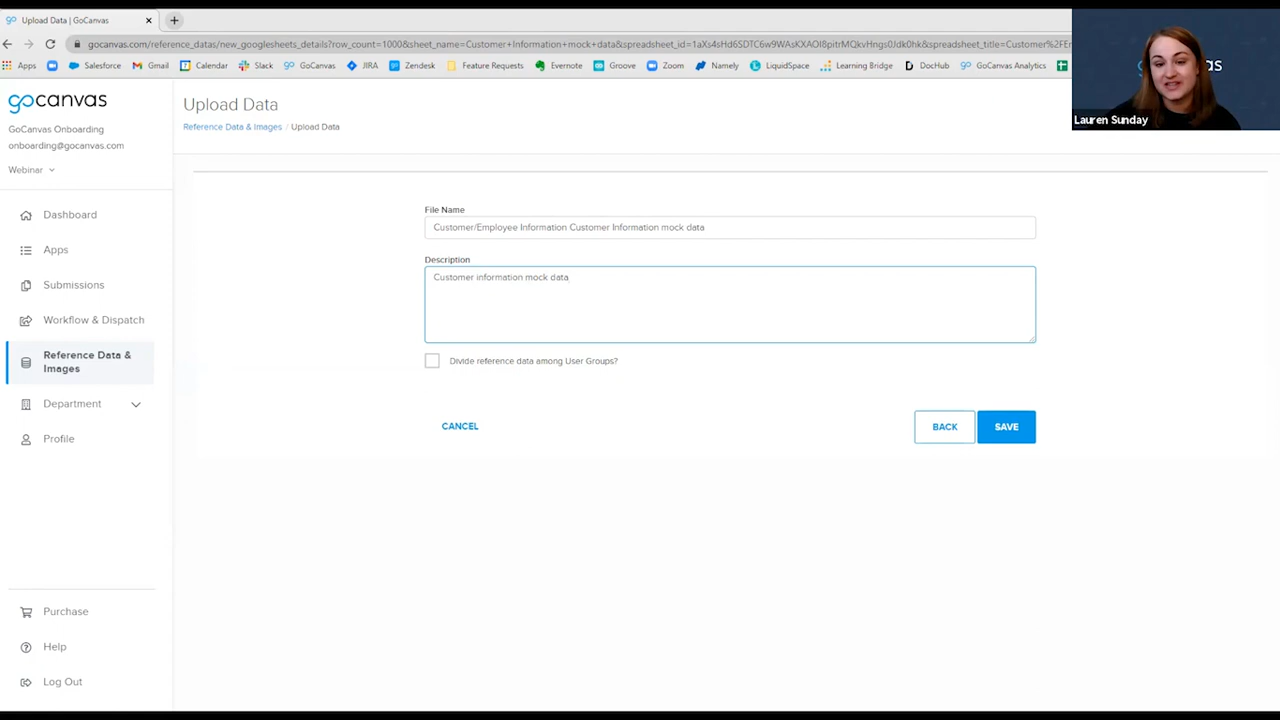 Upload Data | GoCanvas
gocanvas.com/reference_datas/new_googlesheets_details?row_count=1000&sheet_name=Customer+Information+mock+data&spreadsheet_id=
Apps Salesforce Gmail Calendar Slack GoCanvas JIRA Zendesk Feature Requests Evernote Groove Zoom Namely LiquidSpace Learning Bridge DocHub GoCanvas Analytics
Lauren Sunday
gocanvas
GoCanvas Onboarding
onboarding@gocanvas.com
Webinar
Dashboard
Apps
Submissions
Workflow & Dispatch
Reference Data &
Images
Department
Profile
Purchase
Help
Log Out
Upload Data
Reference Data & Images / Upload Data
File Name
Customer/Employee Information Customer Information mock data
Description
Customer information mock data
Divide reference data among User Groups?
CANCEL
BACK
SAVE